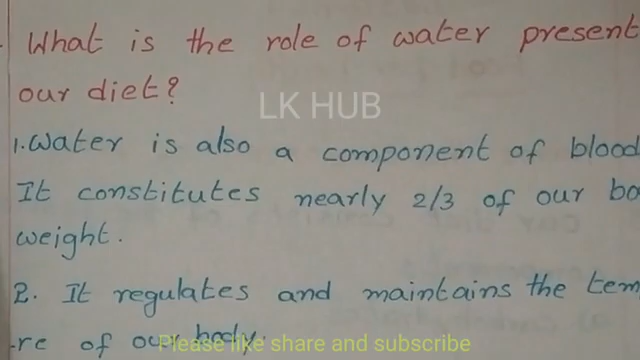 What is the role of water present
our diet?
LK HUB
1. Water is also a component of blood
It constitutes nearly 2/3 of our bo
weight.
2. It regulates and maintains the tem
re of our body.
Please like share and subscribe